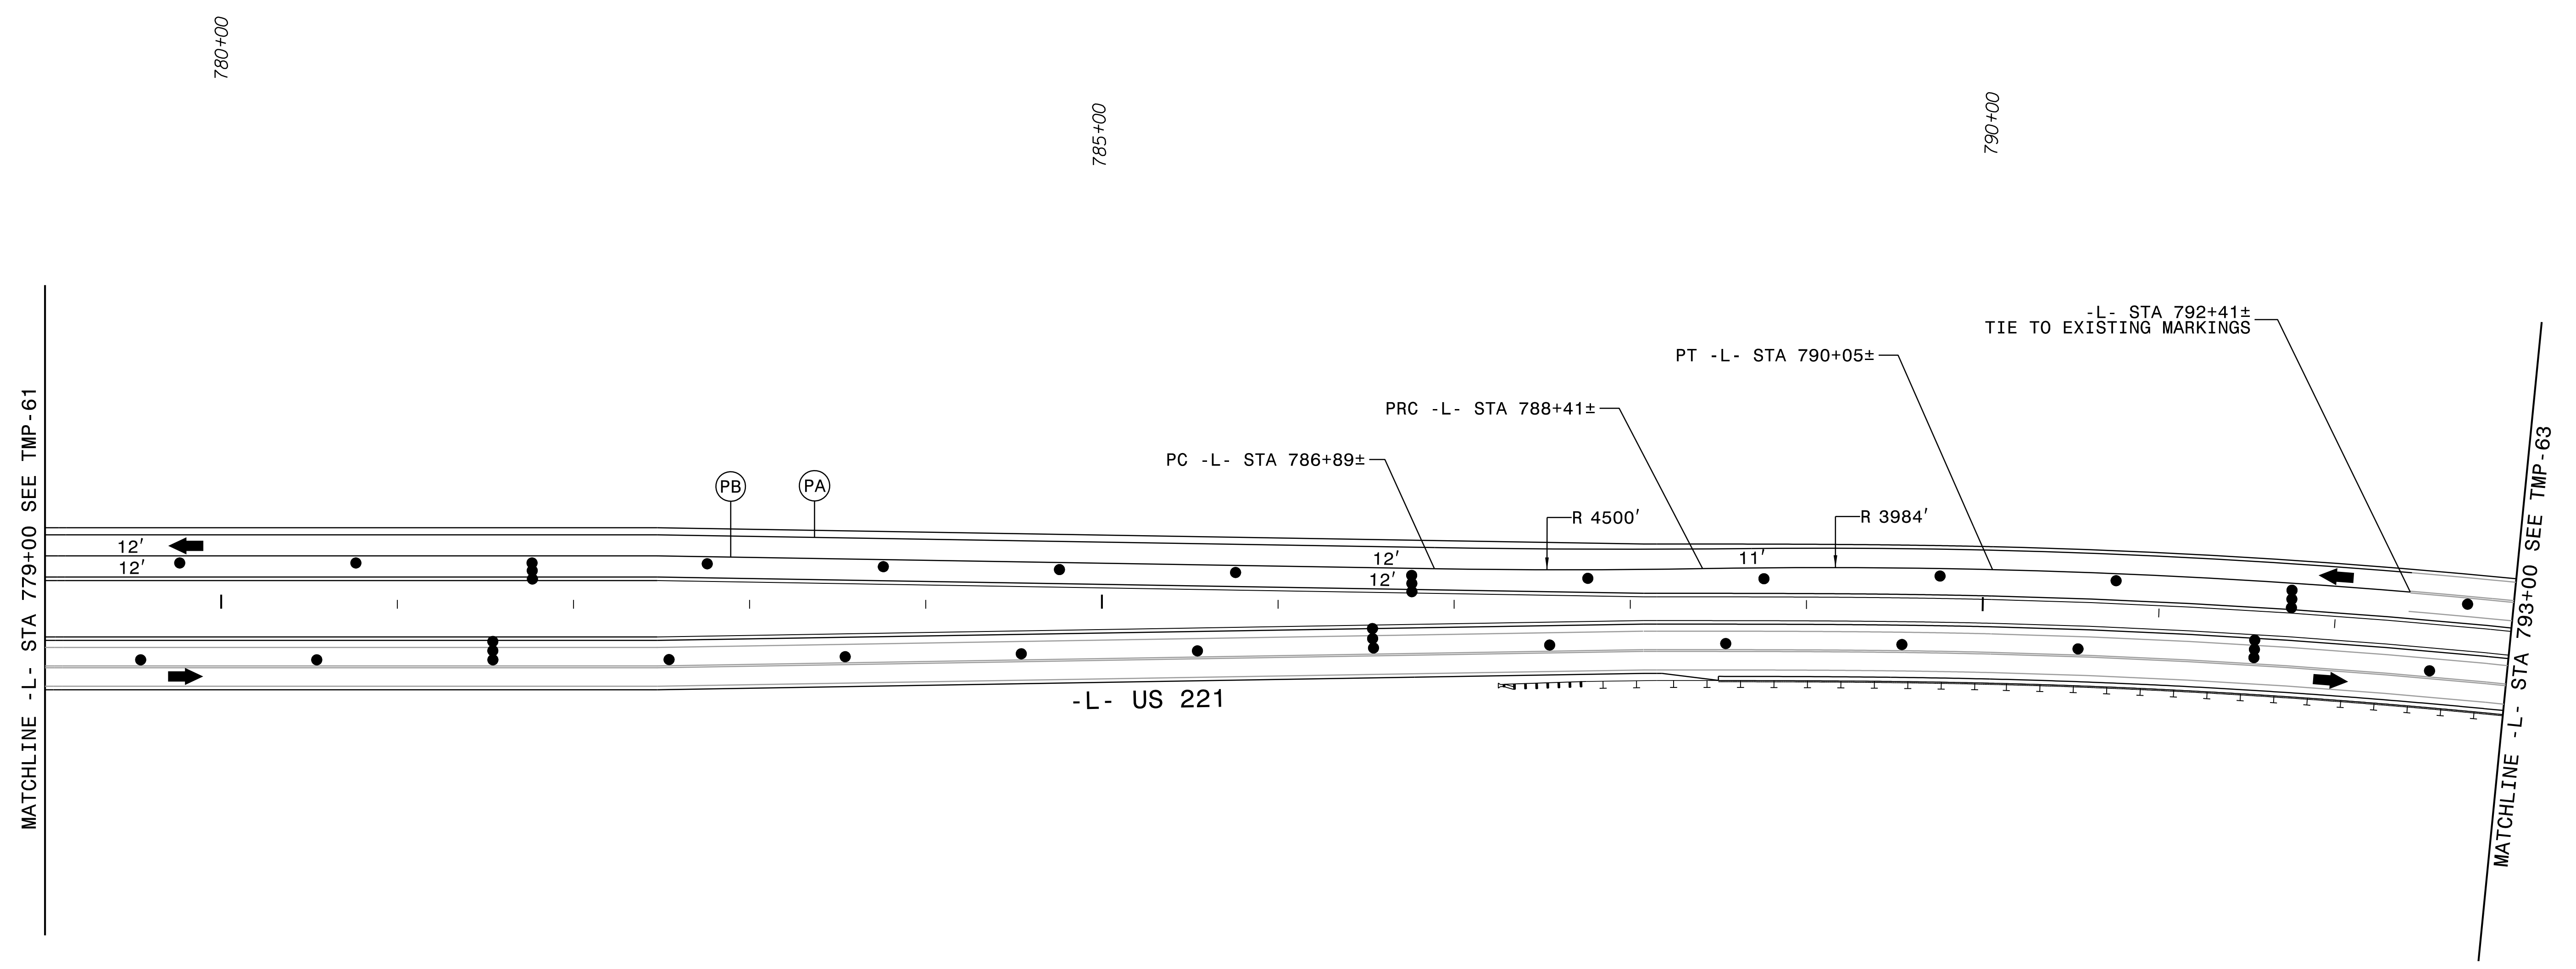 780+00
785+00
790+00
-L- STA 792+41±
TIE TO EXISTING MARKINGS
PT -L- STA 790+05±
PRC -L- STA 788+41±
PC -L- STA 786+89±
PB
PA
R 4500'
R 3984'
12'
12'
12'
12'
11'
-L- US 221
MATCHLINE -L- STA 779+00 SEE TMP-61
MATCHLINE -L- STA 793+00 SEE TMP-63